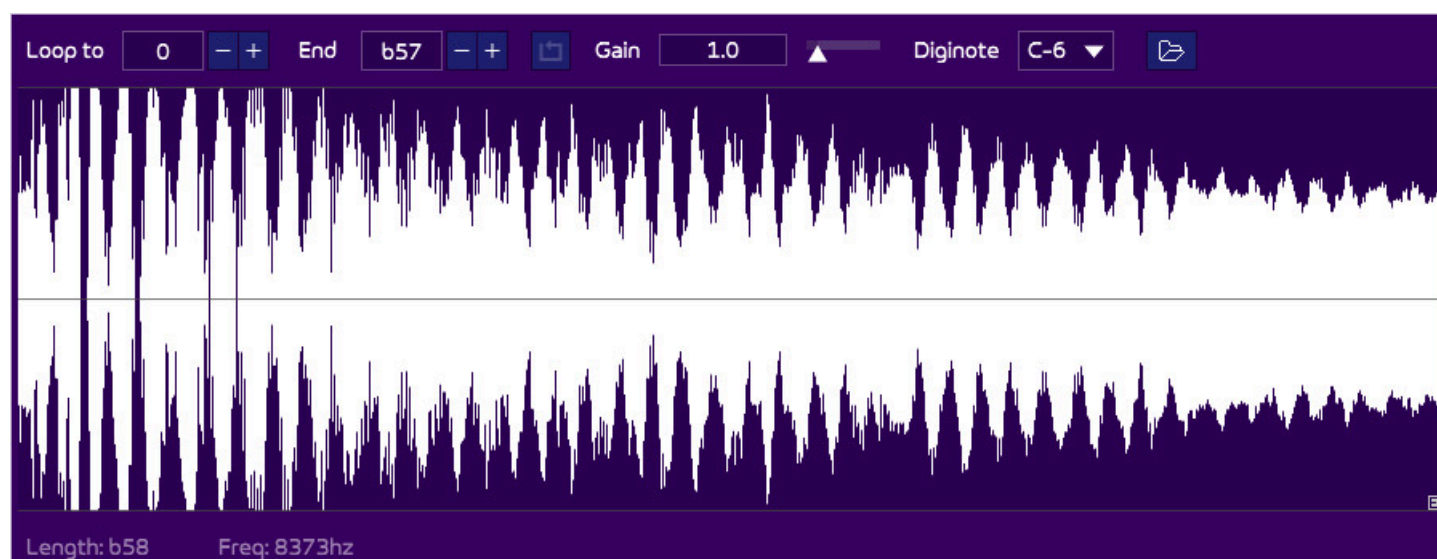 Loop to 0 − + End b57 − + Gain 1.0 Diginote C-6
E
Length: b58 Freq: 8373hz